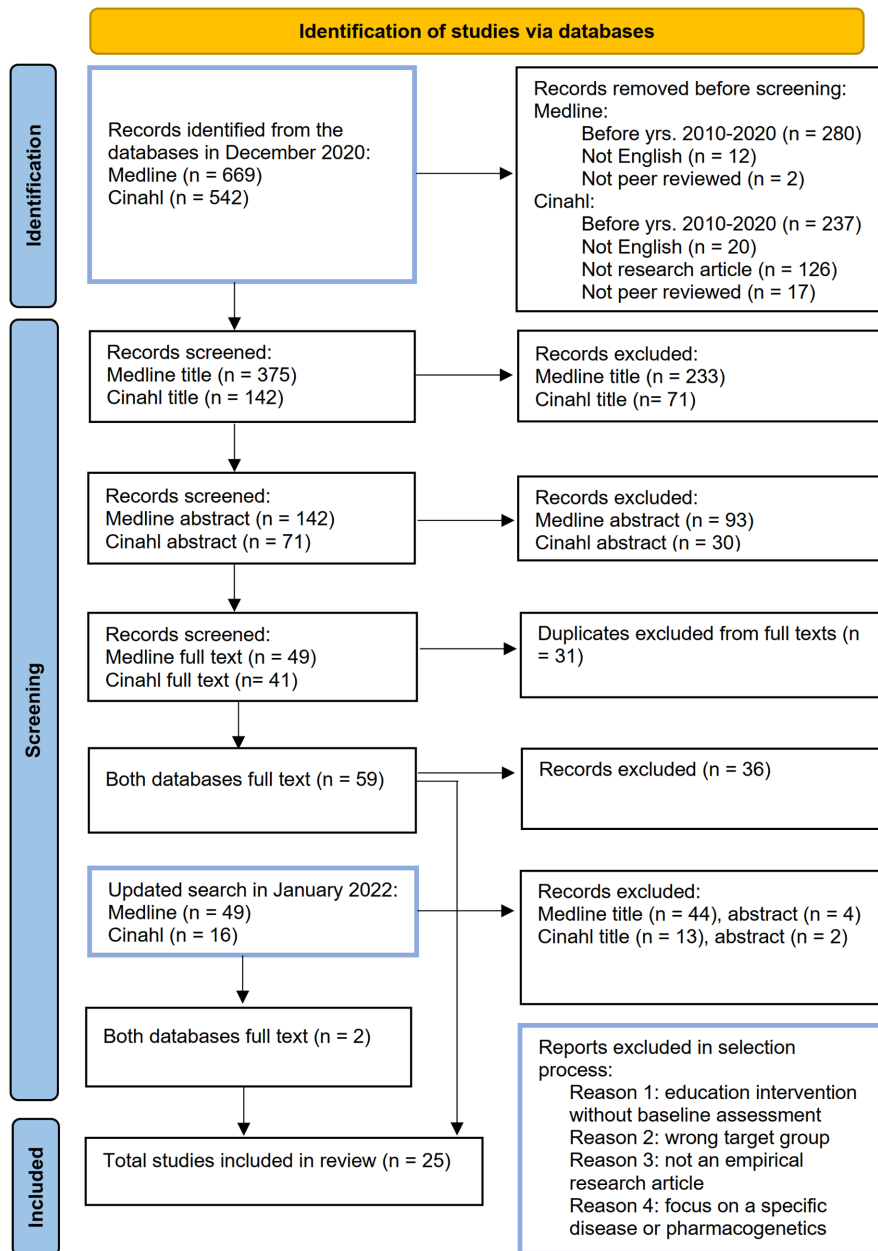 Identification of studies via databases
Identification
Records identified from the
databases in December 2020:
Medline (n = 669)
Cinahl (n = 542)
Records removed before screening:
Medline:
Before yrs. 2010-2020 (n = 280)
Not English (n = 12)
Not peer reviewed (n = 2)
Cinahl:
Before yrs. 2010-2020 (n = 237)
Not English (n = 20)
Not research article (n = 126)
Not peer reviewed (n = 17)
Screening
Records screened:
Medline title (n = 375)
Cinahl title (n = 142)
Records excluded:
Medline title (n = 233)
Cinahl title (n= 71)
Records screened:
Medline abstract (n = 142)
Cinahl abstract (n = 71)
Records excluded:
Medline abstract (n = 93)
Cinahl abstract (n = 30)
Records screened:
Medline full text (n = 49)
Cinahl full text (n= 41)
Duplicates excluded from full texts (n
= 31)
Both databases full text (n = 59)
Records excluded (n = 36)
Updated search in January 2022:
Medline (n = 49)
Cinahl (n = 16)
Records excluded:
Medline title (n = 44), abstract (n = 4)
Cinahl title (n = 13), abstract (n = 2)
Both databases full text (n = 2)
Reports excluded in selection
process:
Reason 1: education intervention
without baseline assessment
Reason 2: wrong target group
Reason 3: not an empirical
research article
Reason 4: focus on a specific
disease or pharmacogenetics
Included
Total studies included in review (n = 25)